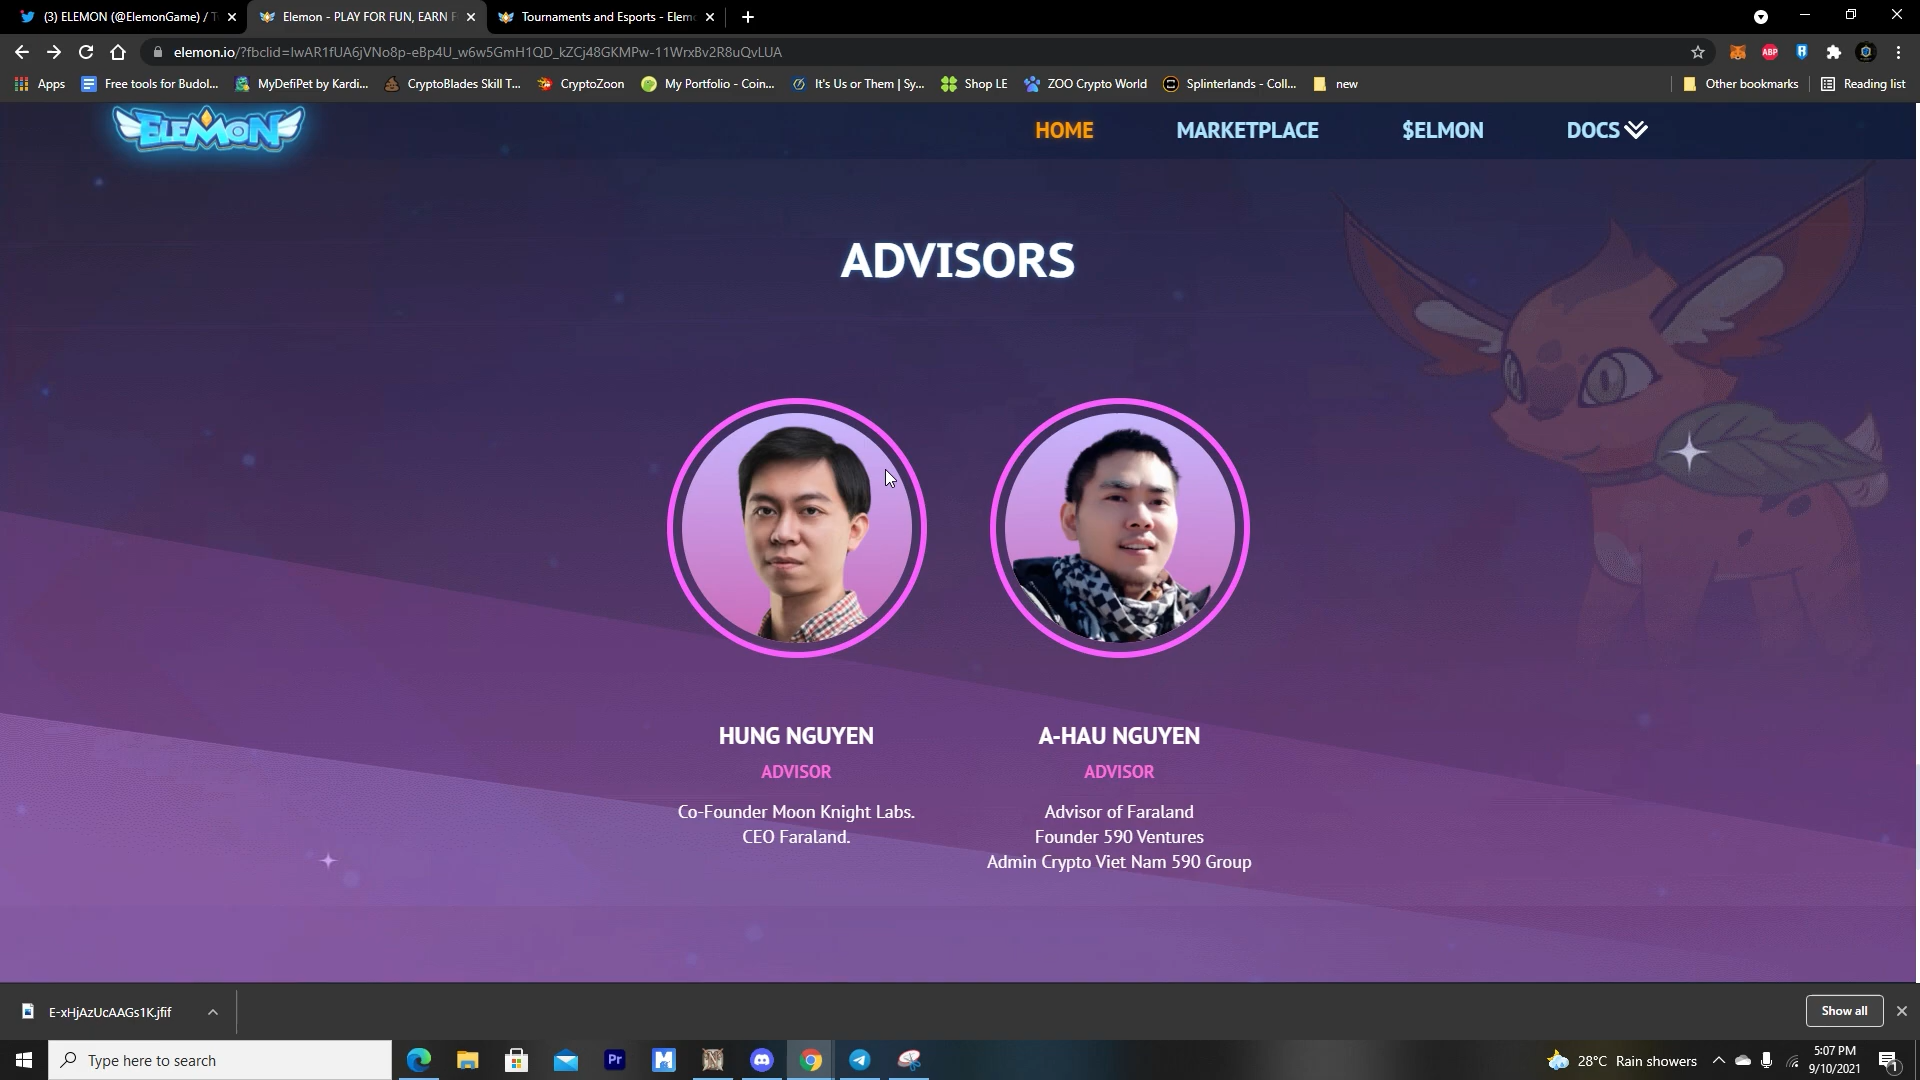 (3) ELEMON (@ElemonGame) /
Elemon - PLAY FOR FUN, EARN F
Tournaments and Esports - Elem
elemon.io/?fbclid=IwAR1fUA6jVNo8p-eBp4U_w6w5GmH1QD_kZCj48GKMPw-11WrxBv2R8uQvLUA
ABP
Apps
Free tools for Budol...
MyDefiPet by Kardi...
CryptoBlades Skill T...
CryptoZoon
My Portfolio - Coin...
It's Us or Them | Sy...
Shop LE
ZOO Crypto World
Splinterlands - Coll...
new
Other bookmarks
Reading list
ELEMON
HOME
MARKETPLACE
$ELMON
DOCS
ADVISORS
HUNG NGUYEN
ADVISOR
Co-Founder Moon Knight Labs.
CEO Faraland.
A-HAU NGUYEN
ADVISOR
Advisor of Faraland
Founder 590 Ventures
Admin Crypto Viet Nam 590 Group
E-xHjAzUcAAGs1K.jfif
Show all
Type here to search
Pr
28°C Rain showers
5:07 PM
9/10/2021
1